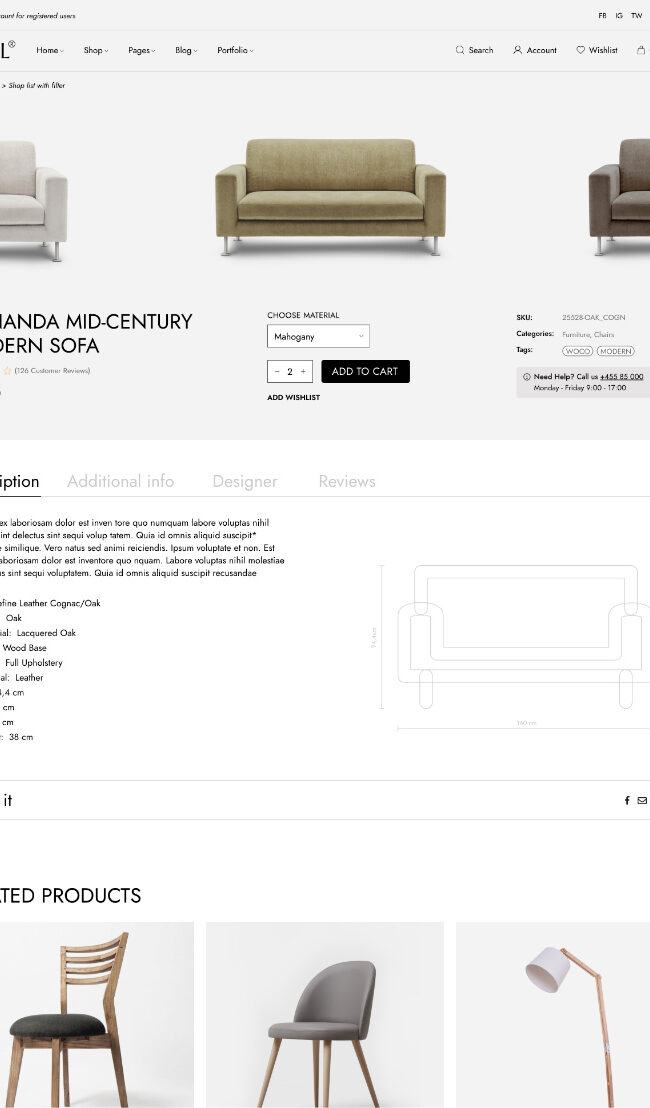 ount for registered users
FB IG TW
L®
Home Shop Pages Blog Portfolio
Search Account Wishlist
> Shop list with filter
ANDA MID-CENTURY
DERN SOFA
(126 Customer Reviews)
CHOOSE MATERIAL
Mahogany
− 2 +
ADD TO CART
ADD WISHLIST
SKU: 25528-OAK_COGN
Categories: Furniture, Chairs
Tags: WOOD MODERN
Need Help? Call us +455 85 000
Monday - Friday 9:00 - 17:00
iption Additional info Designer Reviews
ex laboriosam dolor est inven tore quo numquam labore voluptas nihil
int delectus sint sequi volup tatem. Quia id omnis aliquid suscipit*
similique. Vero natus sed animi reiciendis. Ipsum voluptate et non. Est
laboriosam dolor est inventore quo nquam. Labore voluptas nihil molestiae
s sint sequi voluptatem. Quia id omnis aliquid suscipit recusandae
efine Leather Cognac/Oak
Oak
ial: Lacquered Oak
Wood Base
Full Upholstery
al: Leather
4,4 cm
cm
cm
: 38 cm
160 cm
it
ATED PRODUCTS